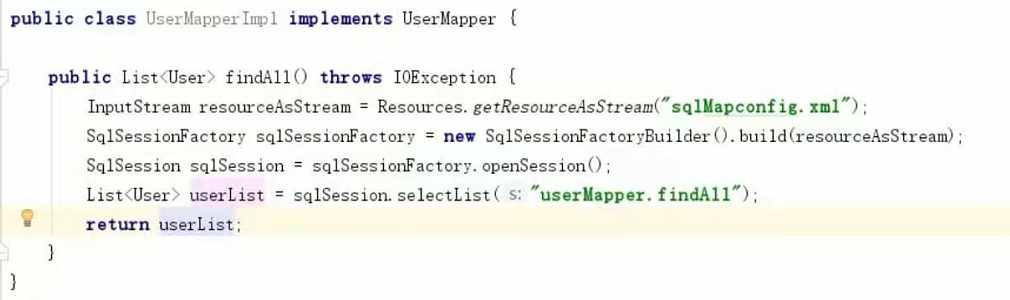 public class UserMapperImpl implements UserMapper {
public List<User> findAll() throws IOException {
InputStream resourceAsStream = Resources.getResourceAsStream("sqlMapconfig.xml");
SqlSessionFactory sqlSessionFactory = new SqlSessionFactoryBuilder().build(resourceAsStream);
SqlSession sqlSession = sqlSessionFactory.openSession();
List<User> userList = sqlSession.selectList( s: "userMapper.findAll");
return userList;
}
}